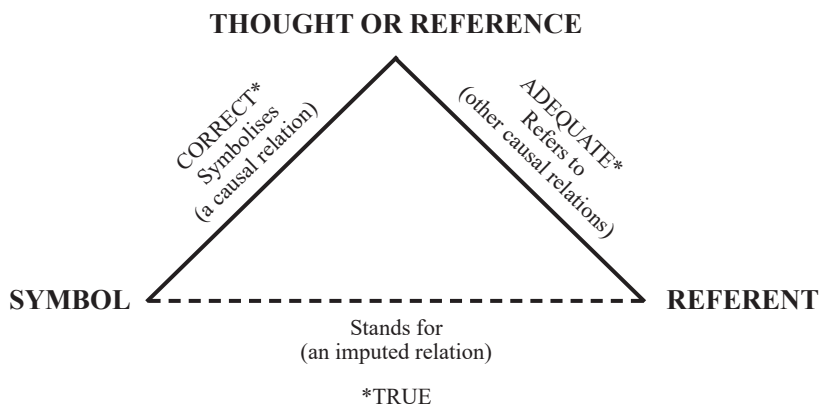 THOUGHT OR REFERENCE
CORRECT*
Symbolises
(a causal relation)
ADEQUATE*
Refers to
(other causal relations)
SYMBOL
REFERENT
Stands for
(an imputed relation)
*TRUE